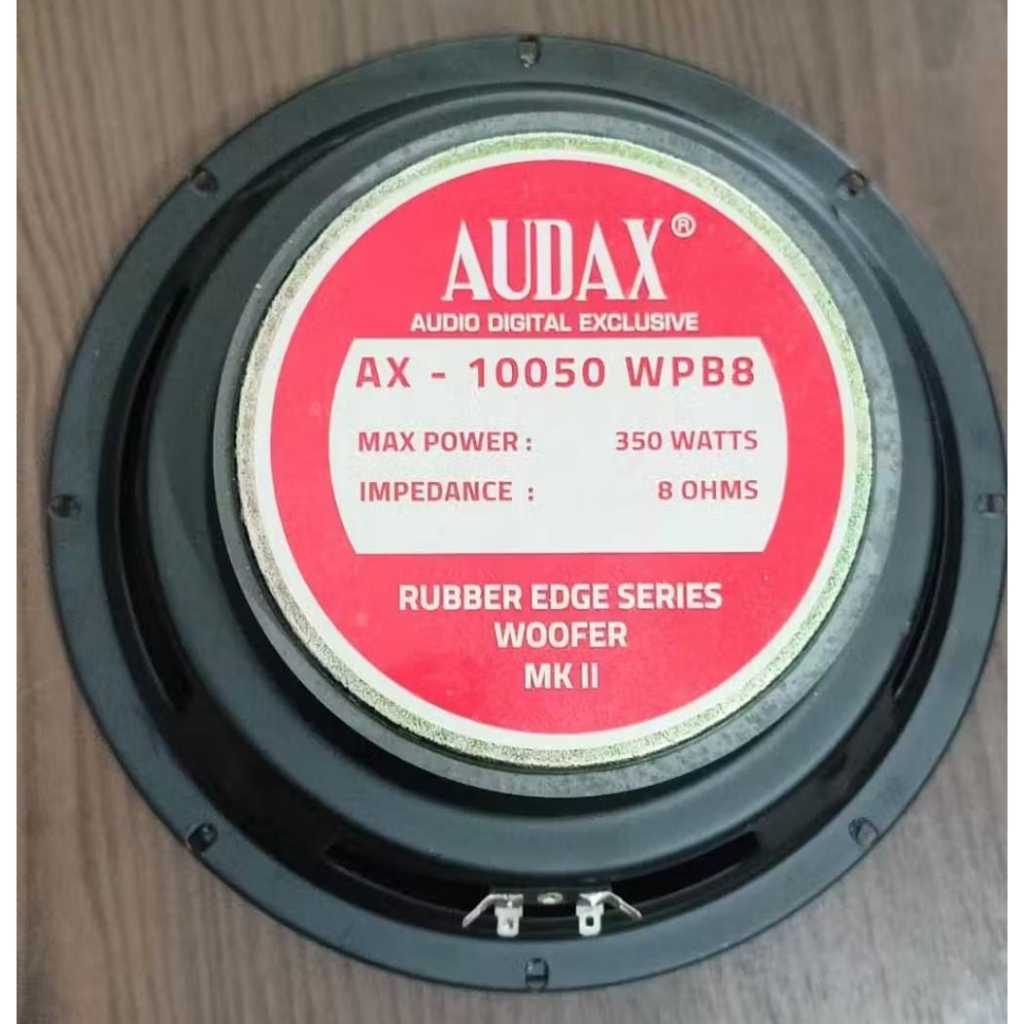 AUDAX®
AUDIO DIGITAL EXCLUSIVE
AX - 10050 WPB8
MAX POWER : 350 WATTS
IMPEDANCE : 8 OHMS
RUBBER EDGE SERIES
WOOFER
MK II